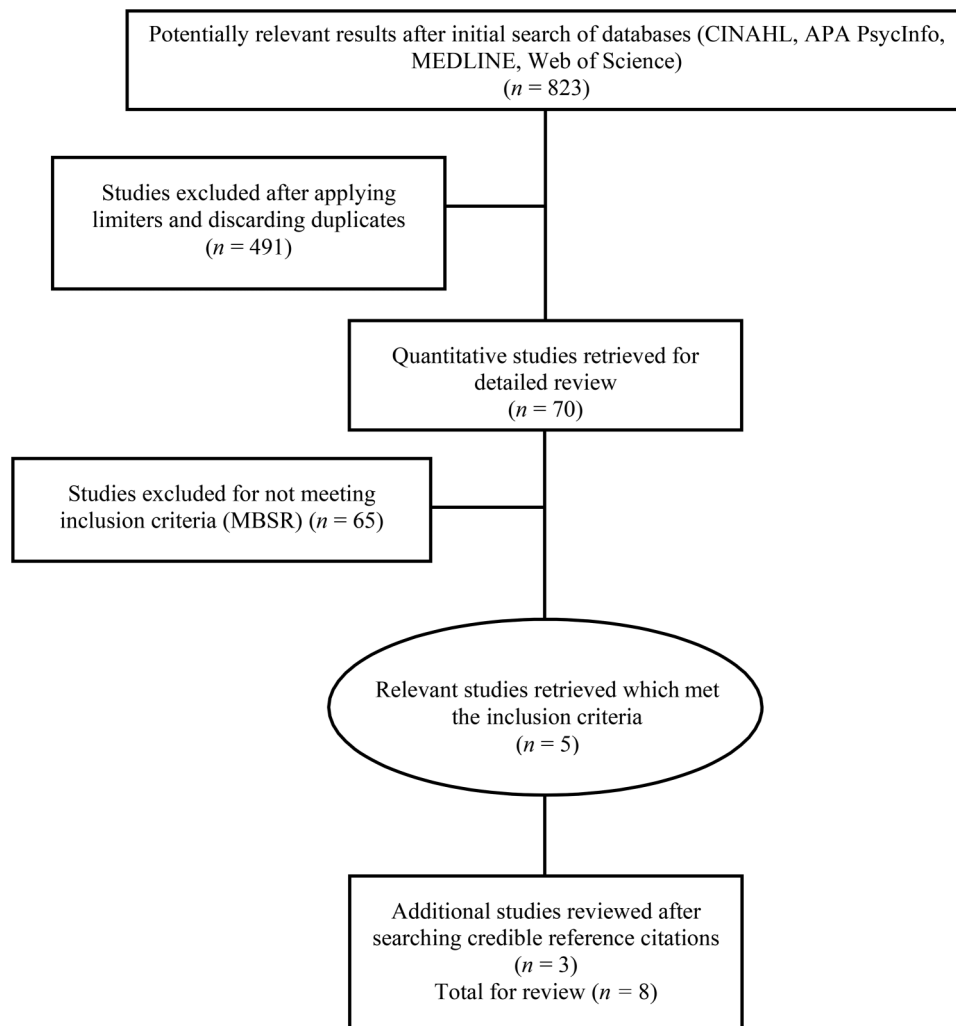 Potentially relevant results after initial search of databases (CINAHL, APA PsycInfo,
MEDLINE, Web of Science)
(n = 823)
Studies excluded after applying
limiters and discarding duplicates
(n = 491)
Quantitative studies retrieved for
detailed review
(n = 70)
Studies excluded for not meeting
inclusion criteria (MBSR) (n = 65)
Relevant studies retrieved which met
the inclusion criteria
(n = 5)
Additional studies reviewed after
searching credible reference citations
(n = 3)
Total for review (n = 8)